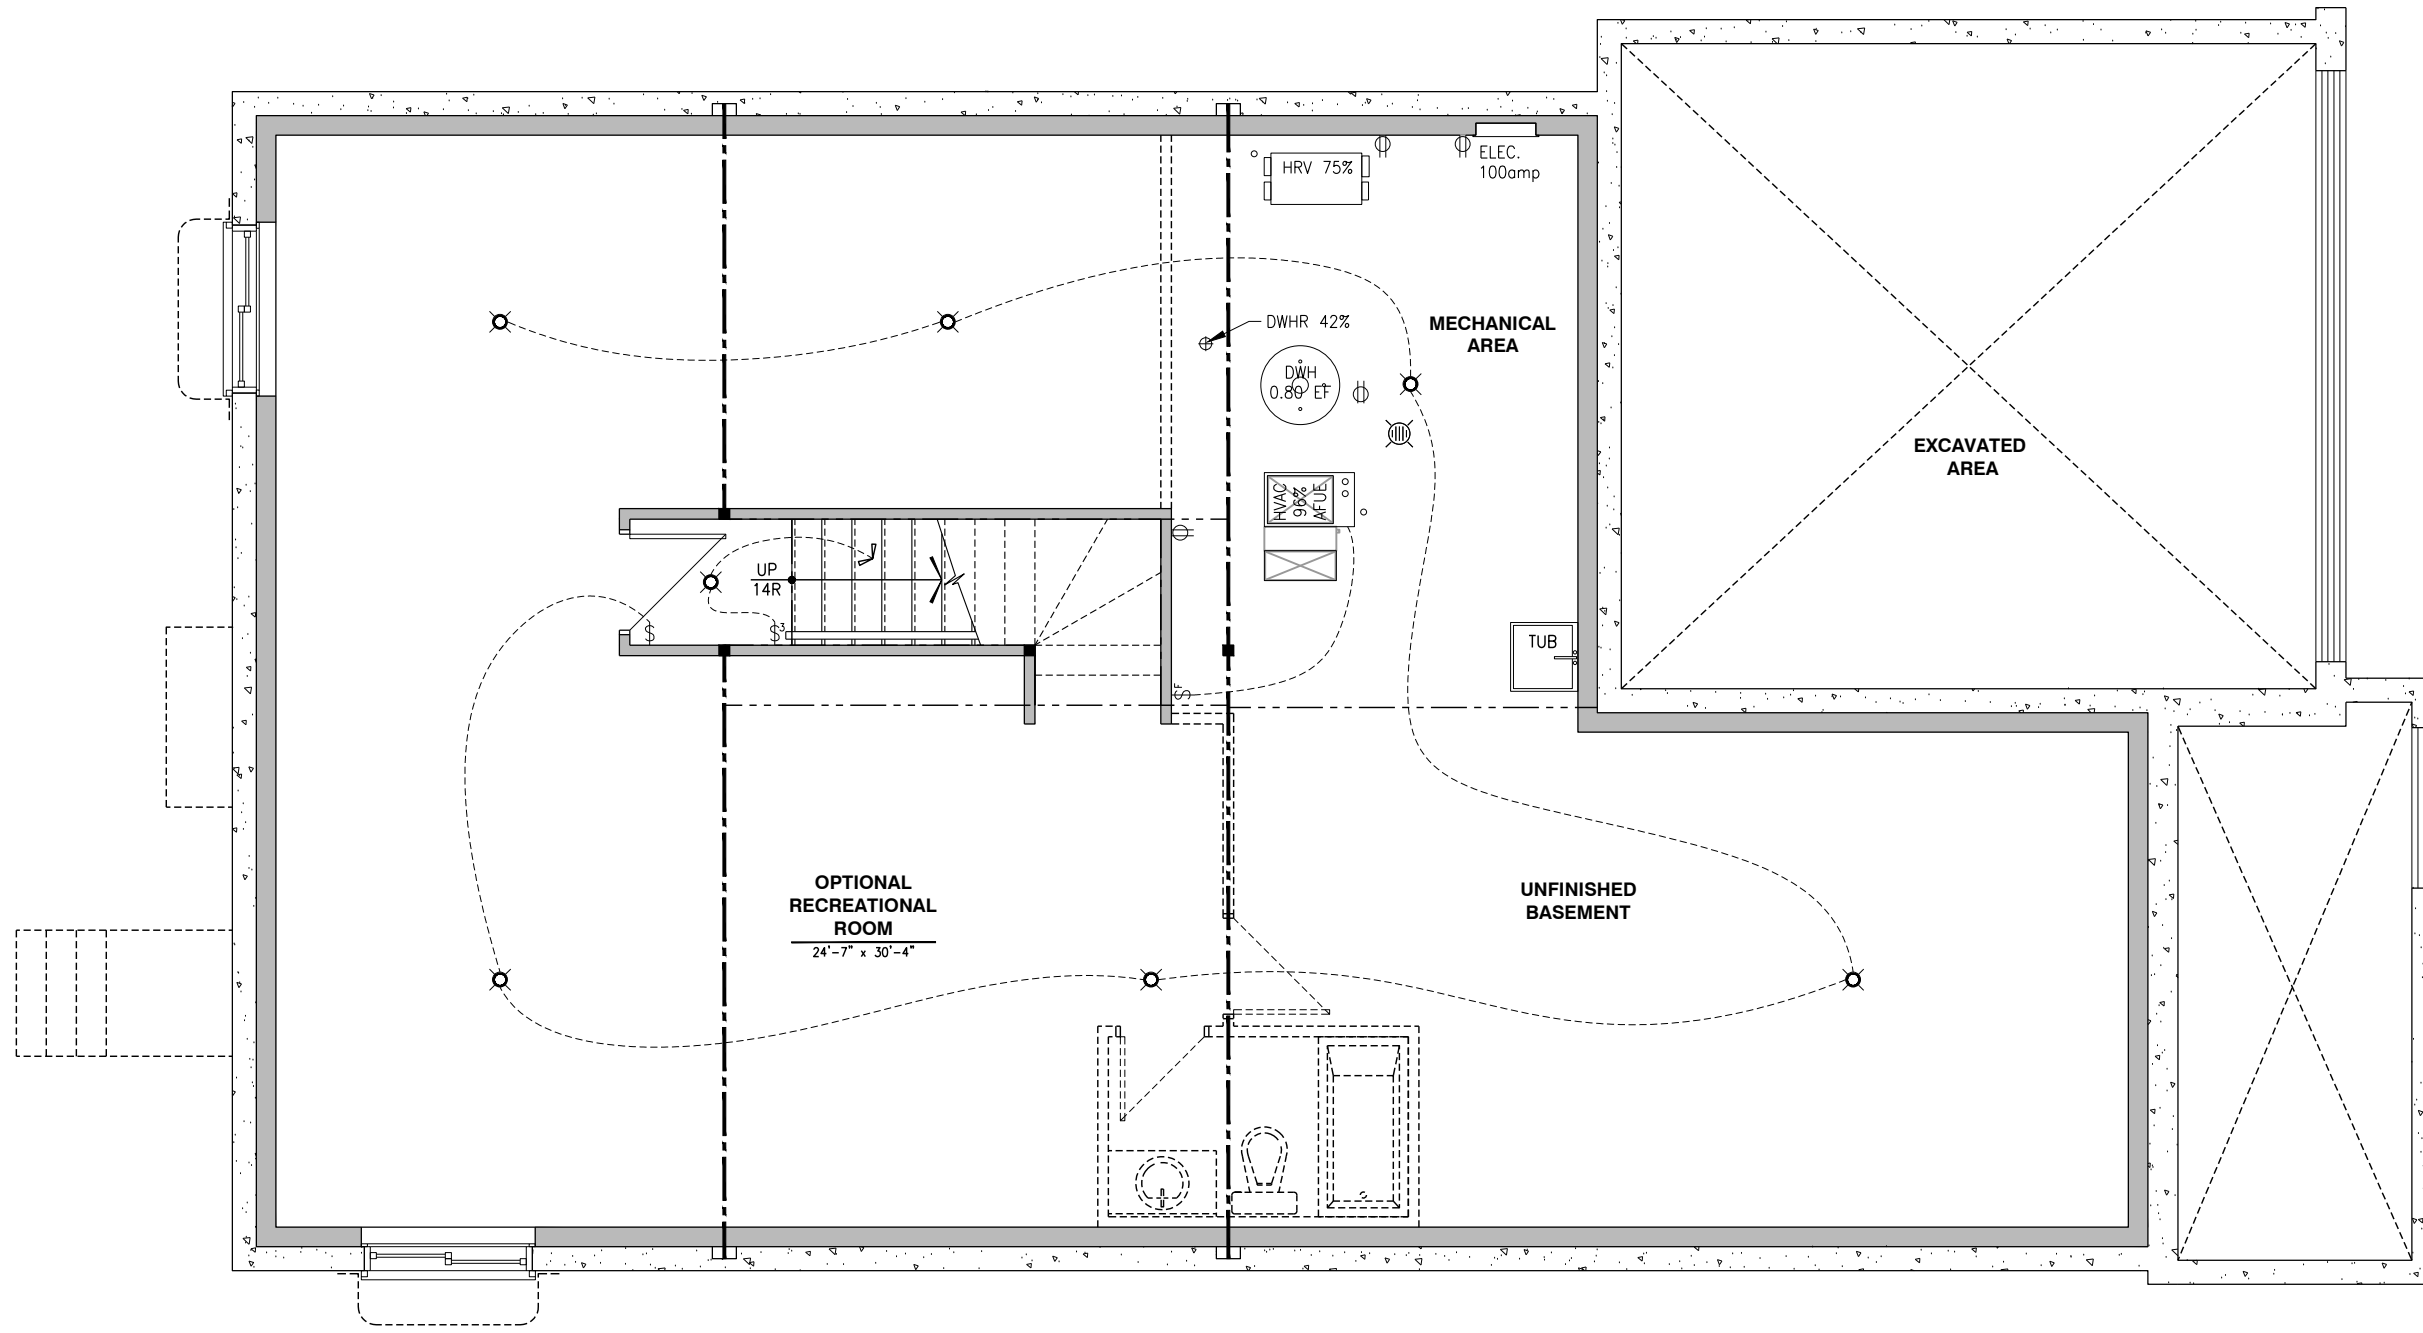 HRV 75%
ELEC.
100amp
DWHR 42%
MECHANICAL
AREA
DWH
0.80 EF
EXCAVATED
AREA
HVAC
96%
AFUE
UP
14R
$
$3
$F
TUB
OPTIONAL
RECREATIONAL
ROOM
24'-7" x 30'-4"
UNFINISHED
BASEMENT